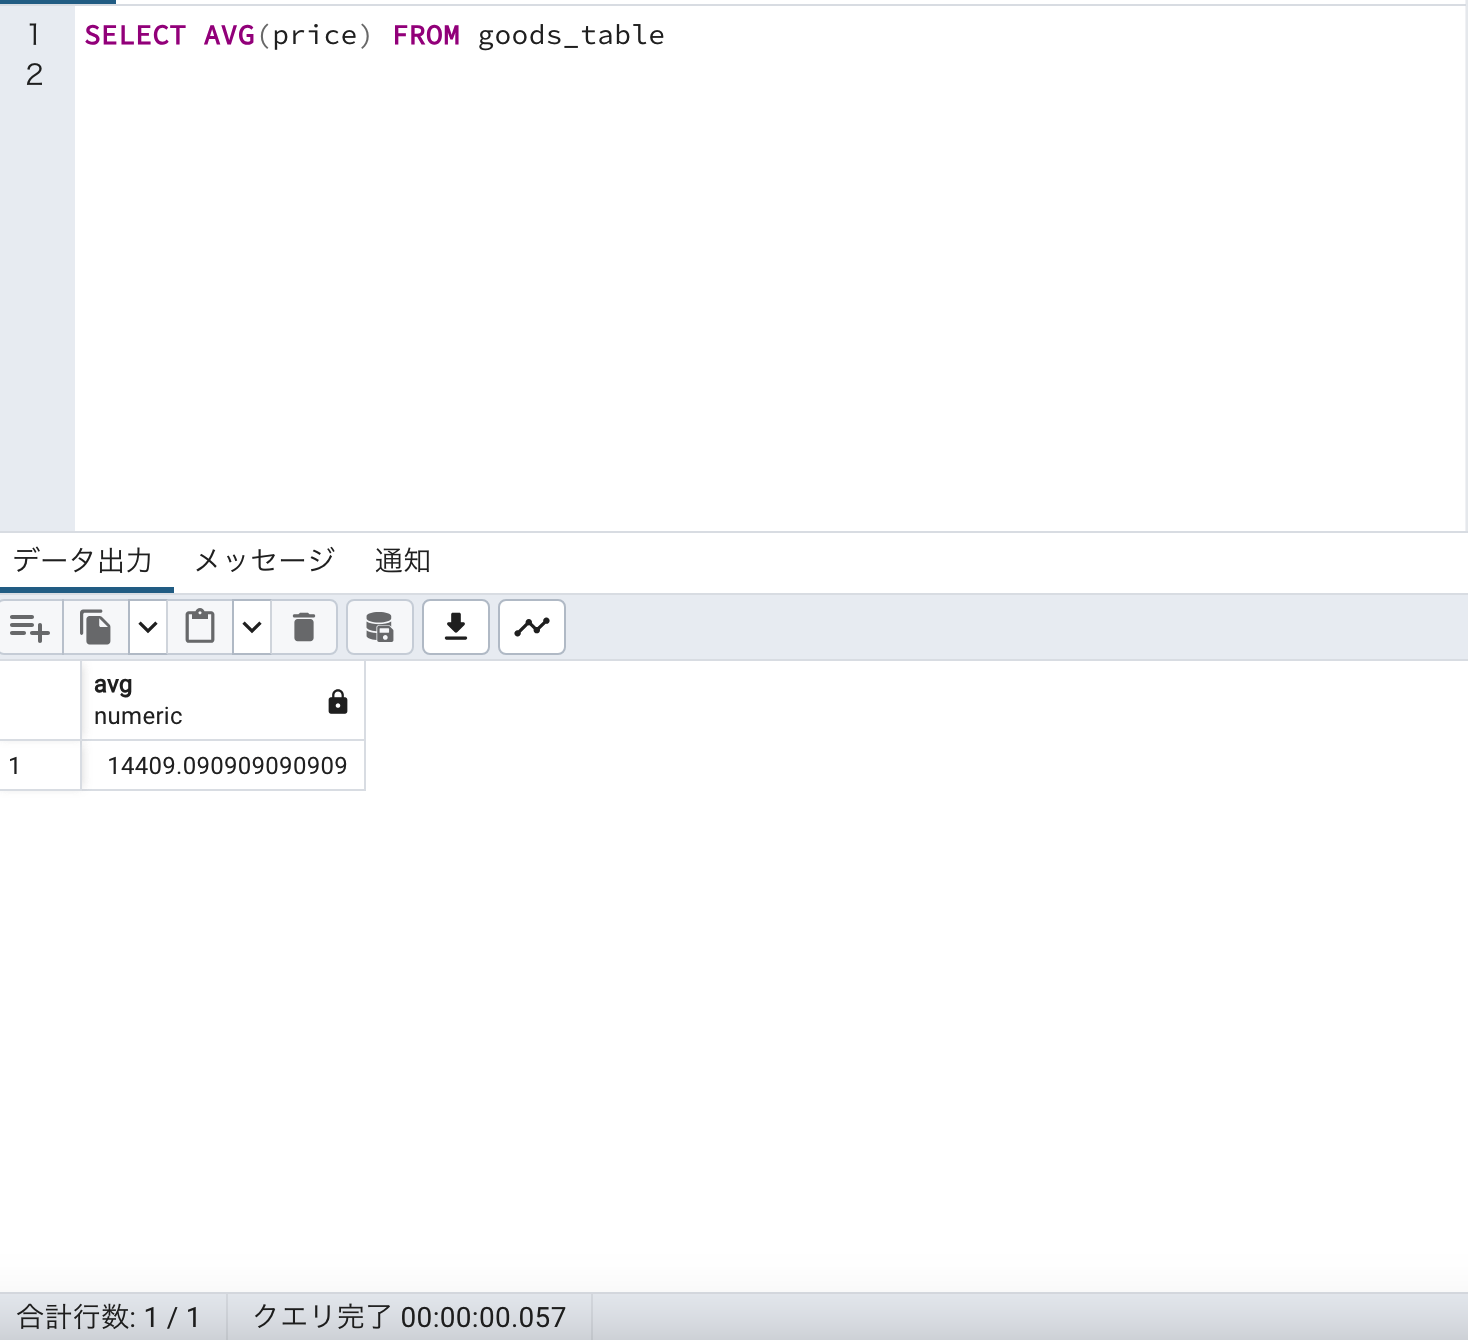 1 SELECT AVG(price) FROM goods_table
2
データ出力 メッセージ 通知
avg
numeric
1 14409.090909090909
合計行数: 1 / 1 クエリ完了 00:00:00.057